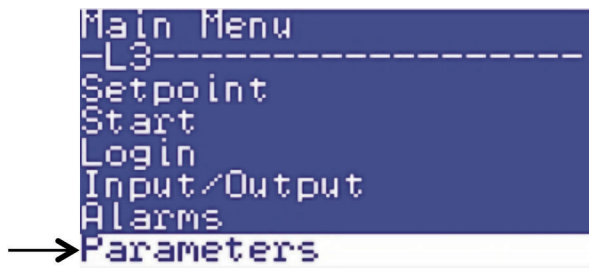 Main Menu
-L3--------------------
Setpoint
Start
Login
Input/Output
Alarms
Parameters